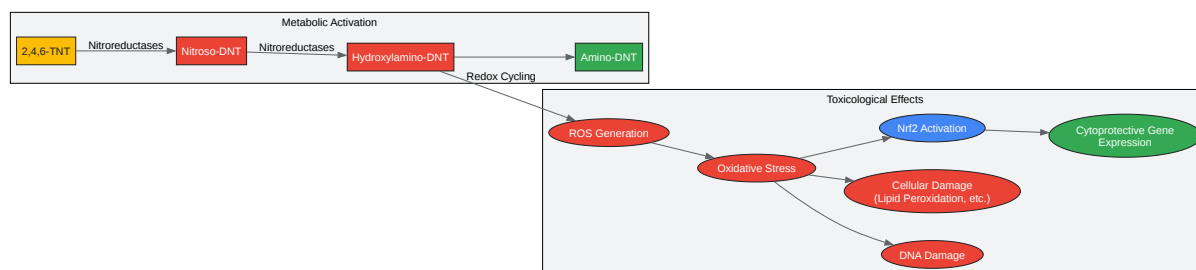 Metabolic Activation
2,4,6-TNT
Nitroreductases
Nitroso-DNT
Nitroreductases
Hydroxylamino-DNT
Amino-DNT
Redox Cycling
Toxicological Effects
ROS Generation
Oxidative Stress
Nrf2 Activation
Cytoprotective Gene
Expression
Cellular Damage
(Lipid Peroxidation, etc.)
DNA Damage